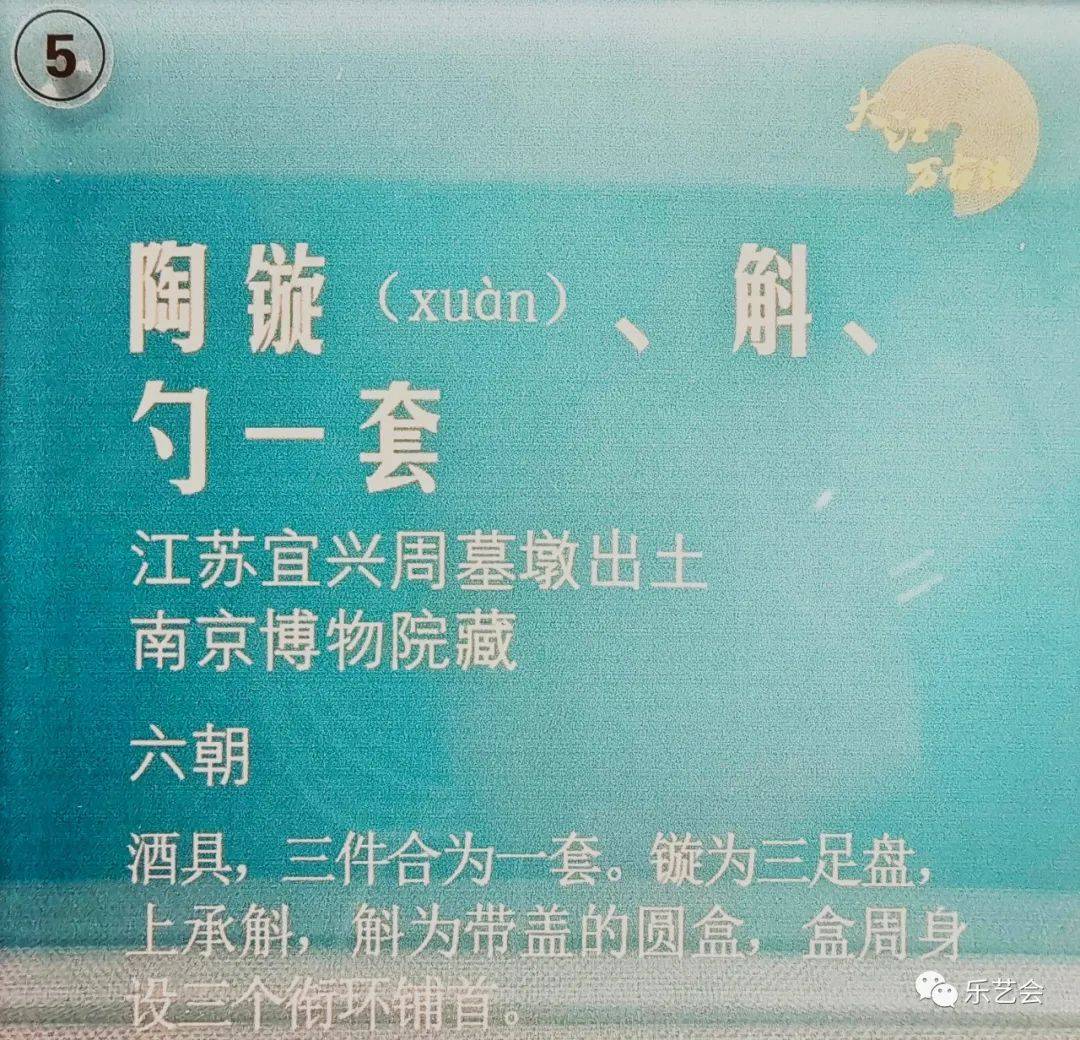 5
大江
万古流
陶镟（xuàn）、斛、
勺一套
江苏宜兴周墓墩出土
南京博物院藏
六朝
酒具，三件合为一套。镟为三足盘，
上承斛，斛为带盖的圆盒，盒周身
设三个衔环铺首。
乐艺会